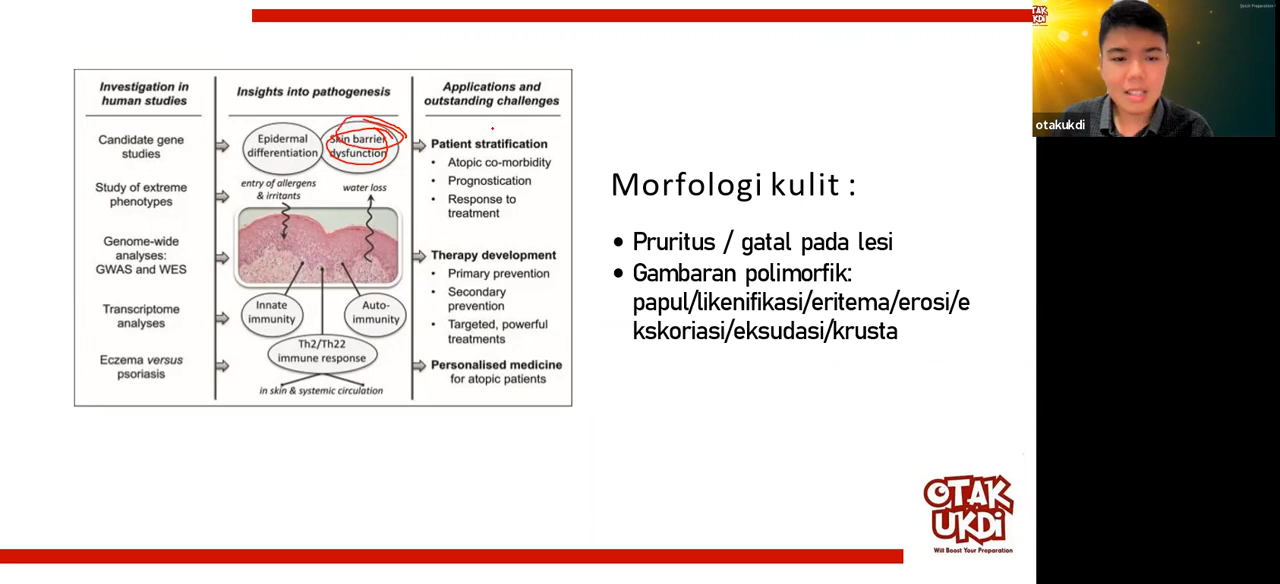 Investigation in
human studies
Insights into pathogenesis
Applications and
outstanding challenges
Candidate gene
studies
Study of extreme
phenotypes
Genome-wide
analyses:
GWAS and WES
Transcriptome
analyses
Eczema versus
psoriasis
Epidermal
differentiation
Skin barrier
dysfunction
entry of allergens
& irritants
water loss
Innate
immunity
Auto-
immunity
Th2/Th22
immune response
in skin & systemic circulation
Patient stratification
• Atopic co-morbidity
• Prognostication
• Response to
treatment
Therapy development
• Primary prevention
• Secondary
prevention
• Targeted, powerful
treatments
Personalised medicine
for atopic patients
Morfologi kulit :
• Pruritus / gatal pada lesi
• Gambaran polimorfik:
papul/likenifikasi/eritema/erosi/e
kskoriasi/eksudasi/krusta
OTAK
UKDi
Will Boost Your Preparation
OTAK
UKDi
otakukdi